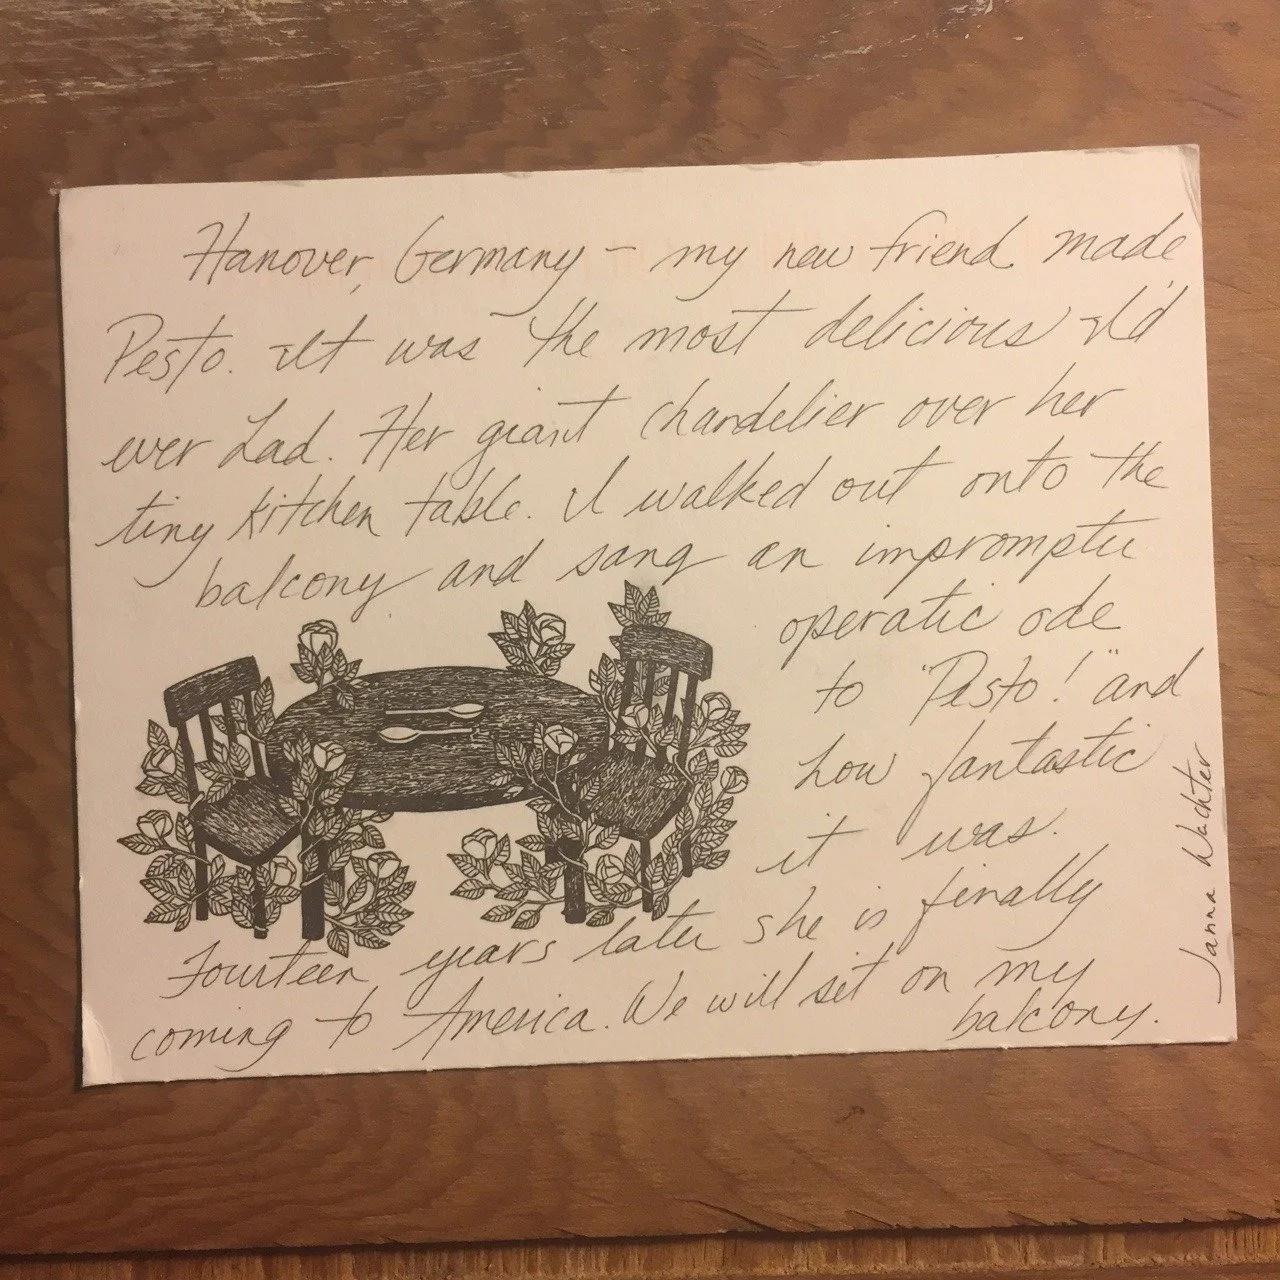 Hanover, Germany - my new friend made
Pesto. It was the most delicious I'd
ever had. Her giant chandelier over her
tiny kitchen table. I walked out onto the
balcony and sang an impromptu
operatic ode
to "Pesto!" and
how fantastic
it was.
Fourteen years later she is finally
coming to America. We will sit on my
balcony.
Janna Wachter